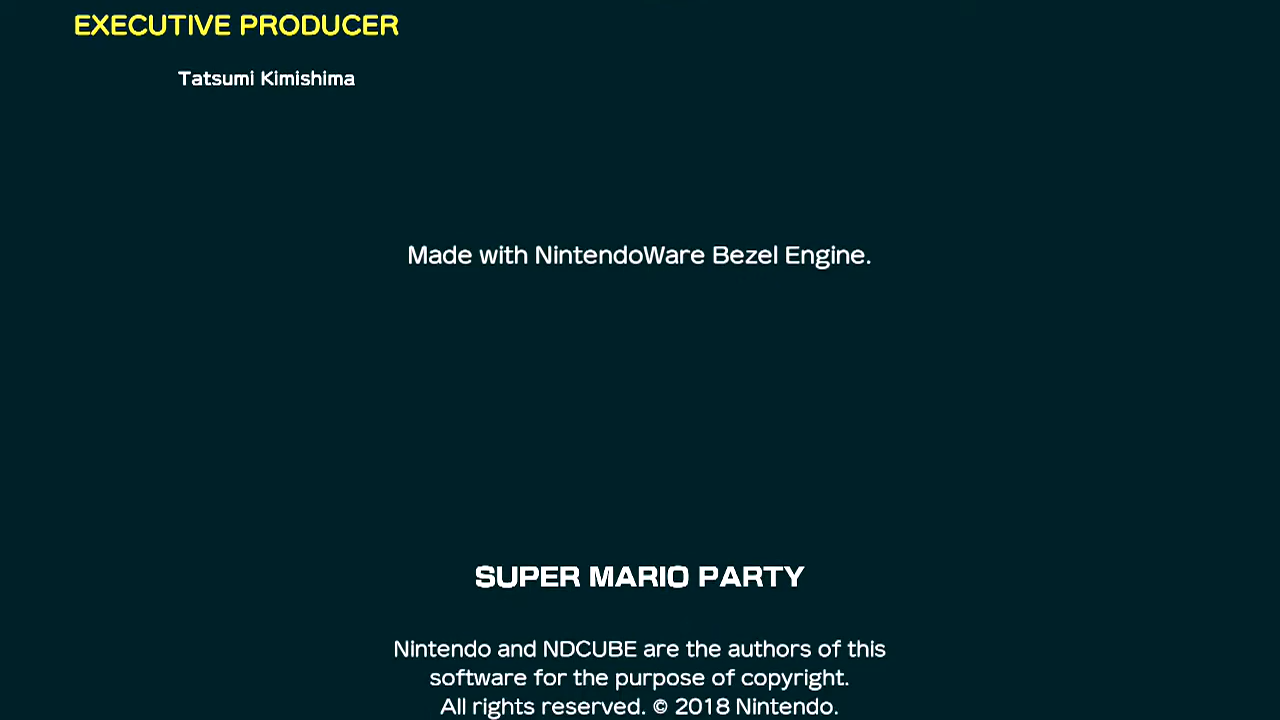 EXECUTIVE PRODUCER
Tatsumi Kimishima
Made with NintendoWare Bezel Engine.
SUPER MARIO PARTY
Nintendo and NDCUBE are the authors of this
software for the purpose of copyright.
All rights reserved. © 2018 Nintendo.